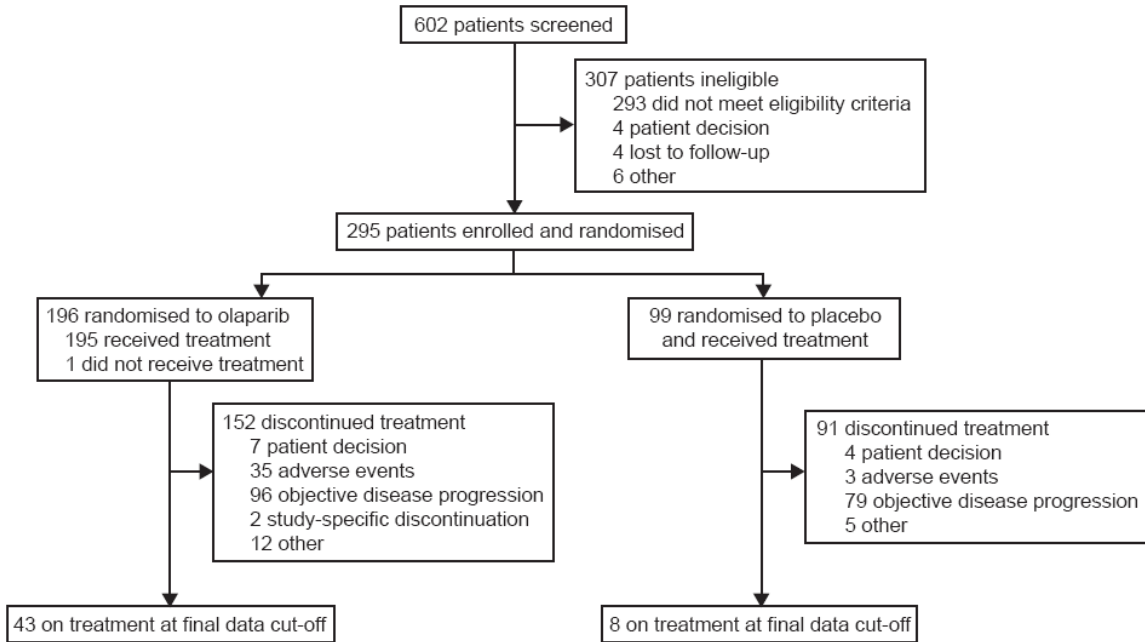 602 patients screened
307 patients ineligible
293 did not meet eligibility criteria
4 patient decision
4 lost to follow-up
6 other
295 patients enrolled and randomised
196 randomised to olaparib
195 received treatment
1 did not receive treatment
99 randomised to placebo
and received treatment
152 discontinued treatment
7 patient decision
35 adverse events
96 objective disease progression
2 study-specific discontinuation
12 other
91 discontinued treatment
4 patient decision
3 adverse events
79 objective disease progression
5 other
43 on treatment at final data cut-off
8 on treatment at final data cut-off